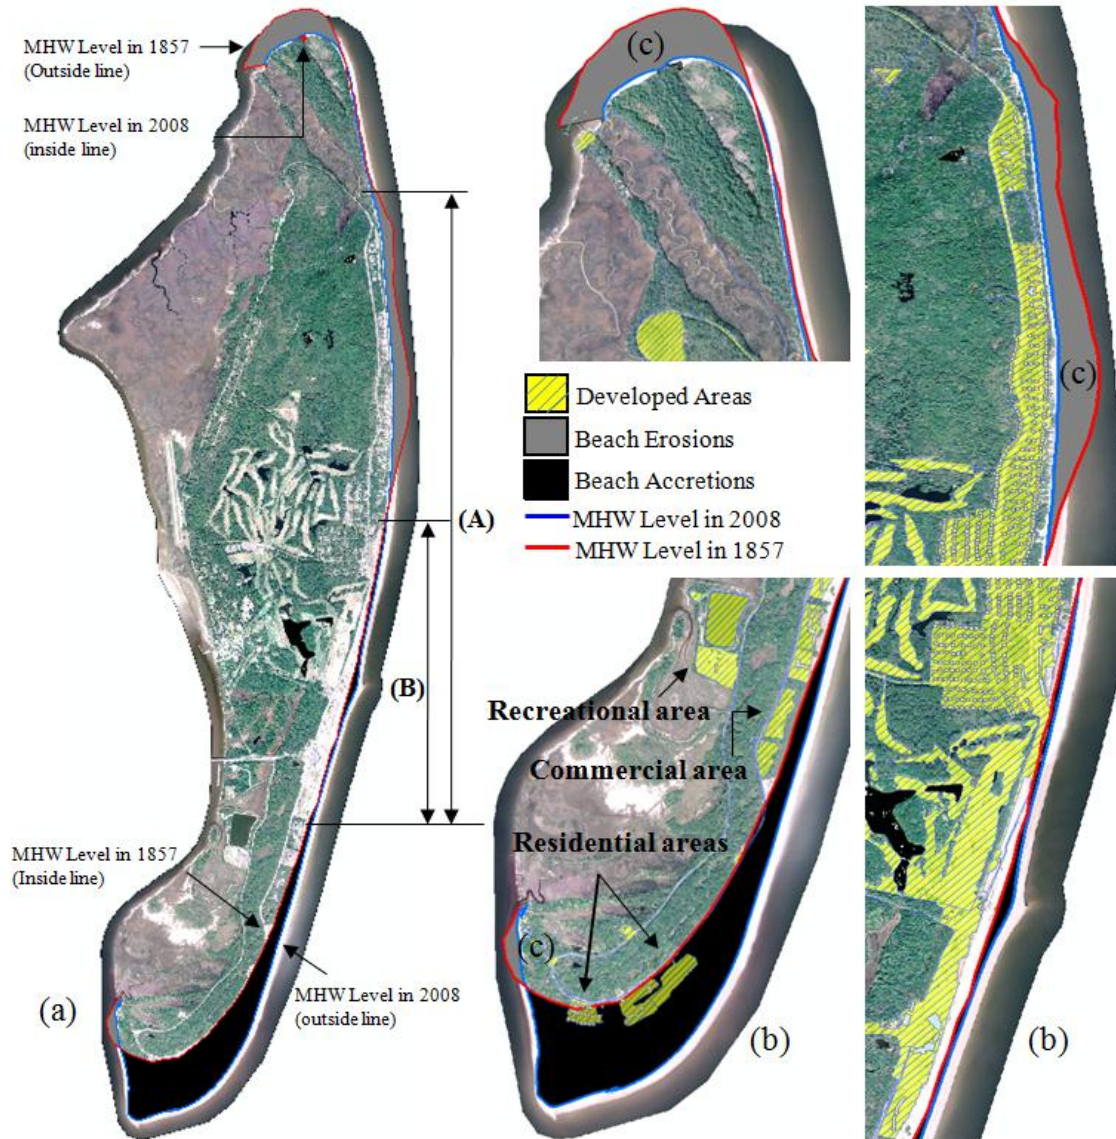 MHW Level in 1857
(Outside line)
MHW Level in 2008
(inside line)
(A)
(B)
MHW Level in 1857
(Inside line)
MHW Level in 2008
(outside line)
(a)
(c)
Developed Areas
Beach Erosions
Beach Accretions
MHW Level in 2008
MHW Level in 1857
(c)
Recreational area
Commercial area
Residential areas
(c)
(b)
(b)